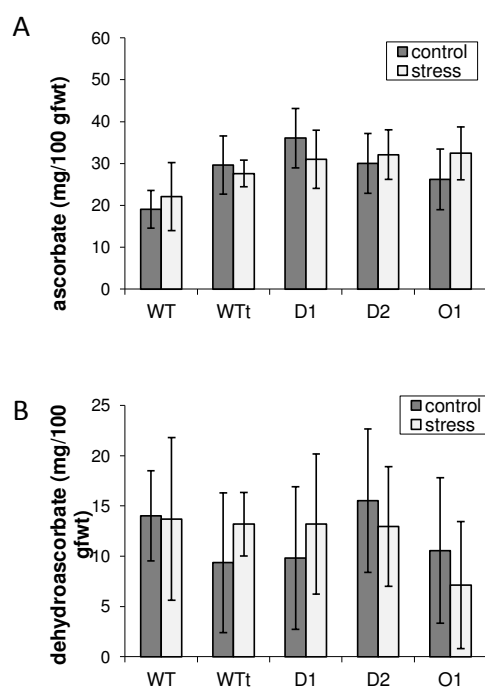 A
60
50
40
30
20
10
0
ascorbate (mg/100 gfwt)
control
stress
WT WTt D1 D2 O1
B
25
20
15
10
5
0
dehydroascorbate (mg/100
gfwt)
control
stress
WT WTt D1 D2 O1